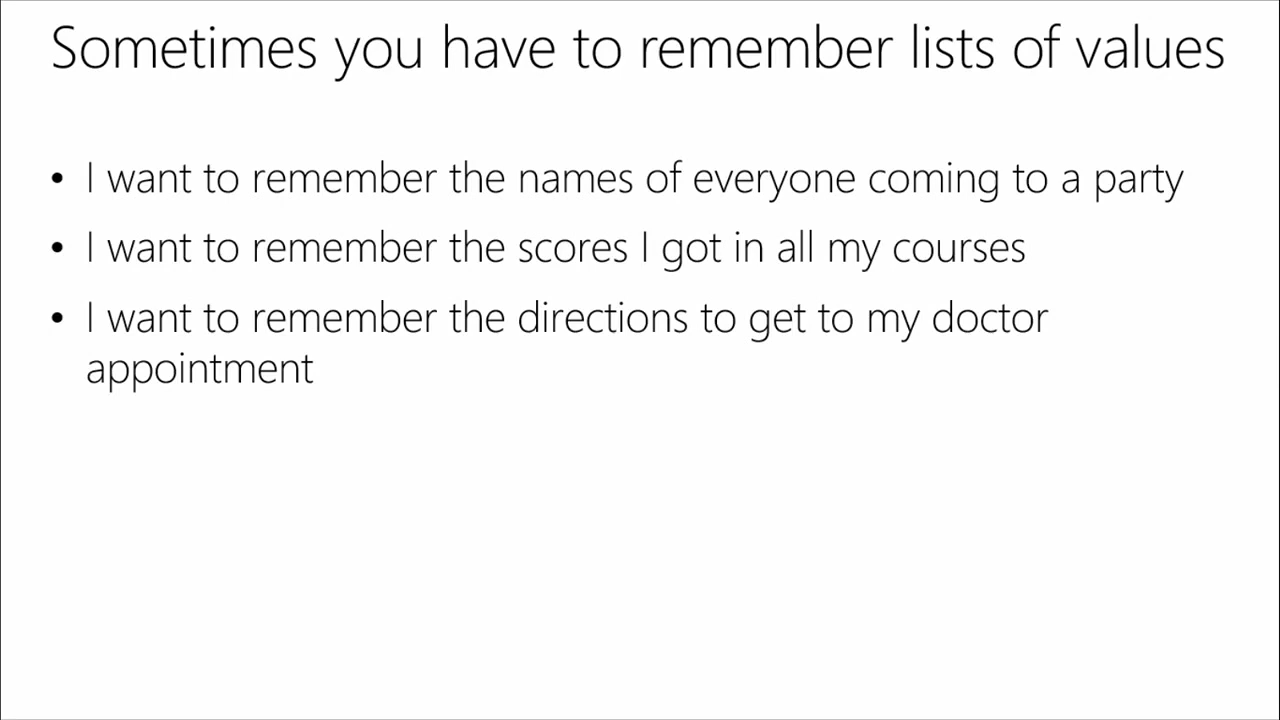 Sometimes you have to remember lists of values
• I want to remember the names of everyone coming to a party
• I want to remember the scores I got in all my courses
• I want to remember the directions to get to my doctor
appointment